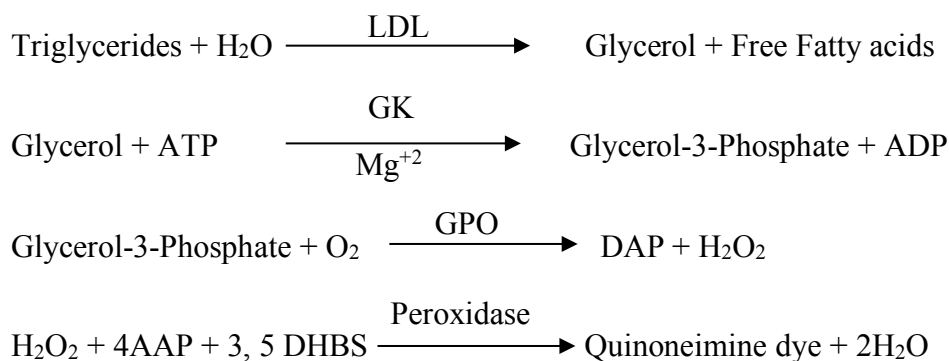 LDL
Triglycerides + H₂O ⟶ Glycerol + Free Fatty acids
GK
Glycerol + ATP ⟶ Glycerol-3-Phosphate + ADP
Mg⁺²
GPO
Glycerol-3-Phosphate + O₂ ⟶ DAP + H₂O₂
Peroxidase
H₂O₂ + 4AAP + 3, 5 DHBS ⟶ Quinoneimine dye + 2H₂O